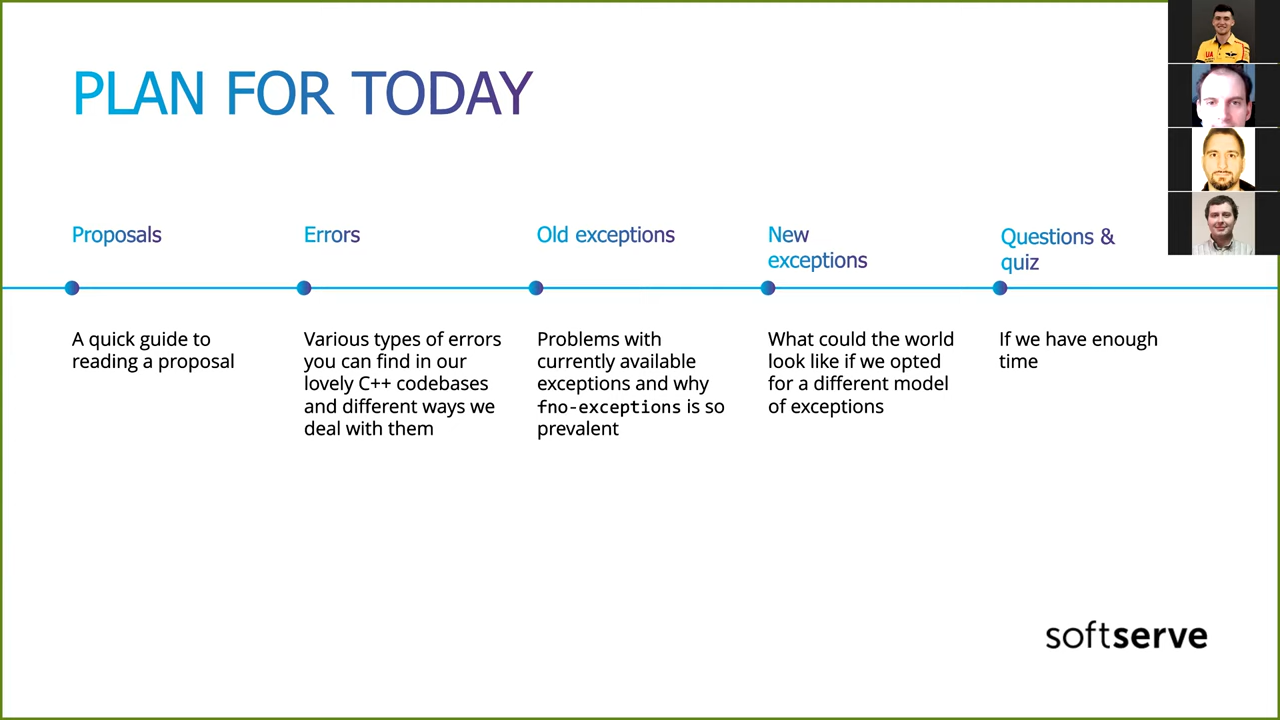 PLAN FOR TODAY
Proposals
A quick guide to
reading a proposal
Errors
Various types of errors
you can find in our
lovely C++ codebases
and different ways we
deal with them
Old exceptions
Problems with
currently available
exceptions and why
fno-exceptions is so
prevalent
New
exceptions
What could the world
look like if we opted
for a different model
of exceptions
Questions &
quiz
If we have enough
time
softserve
UA